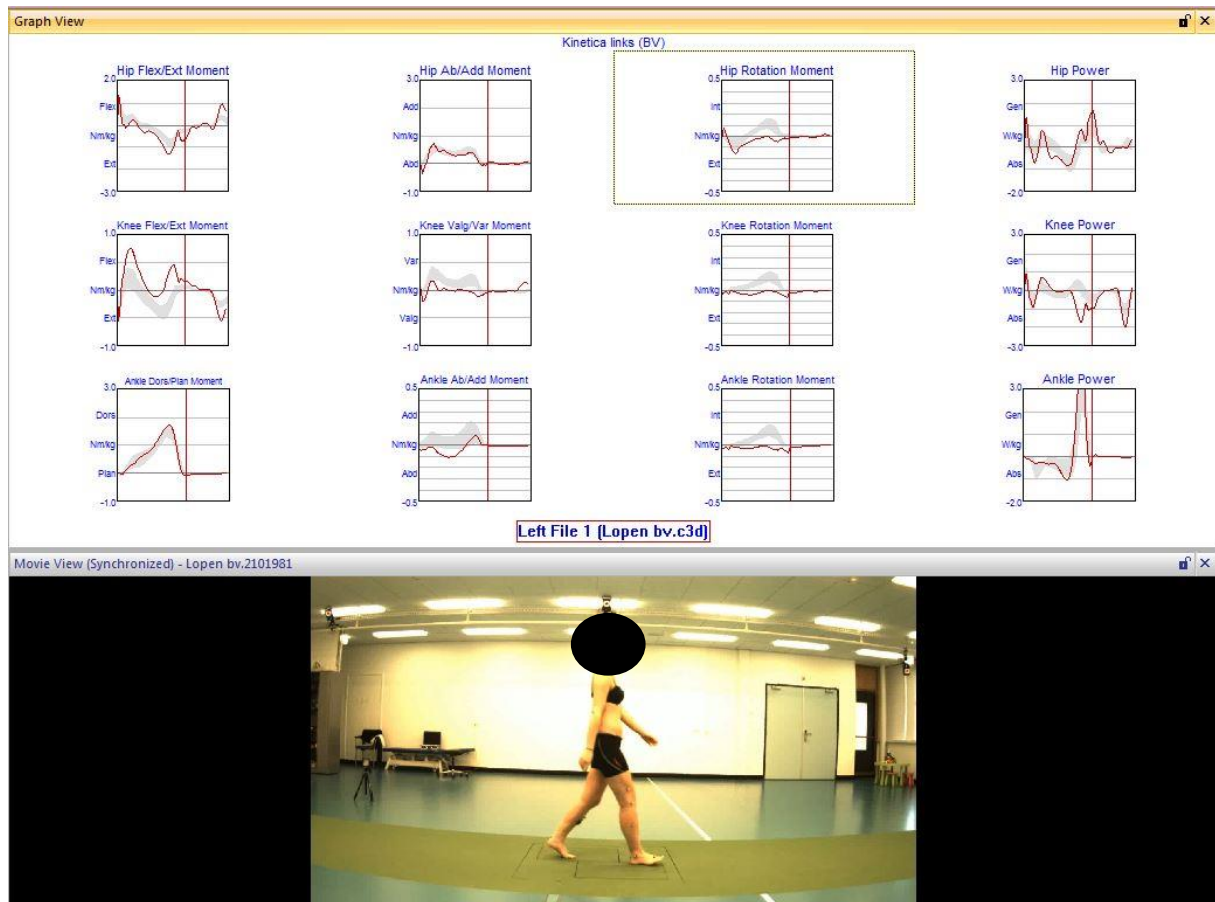 Graph View
Kinetica links (BV)
Hip Flex/Ext Moment
2.0
Flex
Nm/kg
Ext
-3.0
Hip Ab/Add Moment
3.0
Add
Nm/kg
Abd
-1.0
Hip Rotation Moment
0.5
Int
Nm/kg
Ext
-0.5
Hip Power
3.0
Gen
W/kg
Abs
-2.0
Knee Flex/Ext Moment
1.0
Flex
Nm/kg
Ext
-1.0
Knee Valg/Var Moment
1.0
Var
Nm/kg
Valg
-1.0
Knee Rotation Moment
0.5
Int
Nm/kg
Ext
-0.5
Knee Power
3.0
Gen
W/kg
Abs
-3.0
Ankle Dors/Plan Moment
3.0
Dors
Nm/kg
Plan
-1.0
Ankle Ab/Add Moment
0.5
Add
Nm/kg
Abd
-0.5
Ankle Rotation Moment
0.5
Int
Nm/kg
Ext
-0.5
Ankle Power
3.0
Gen
W/kg
Abs
-2.0
Left File 1 (Lopen bv.c3d)
Movie View (Synchronized) - Lopen bv.2101981